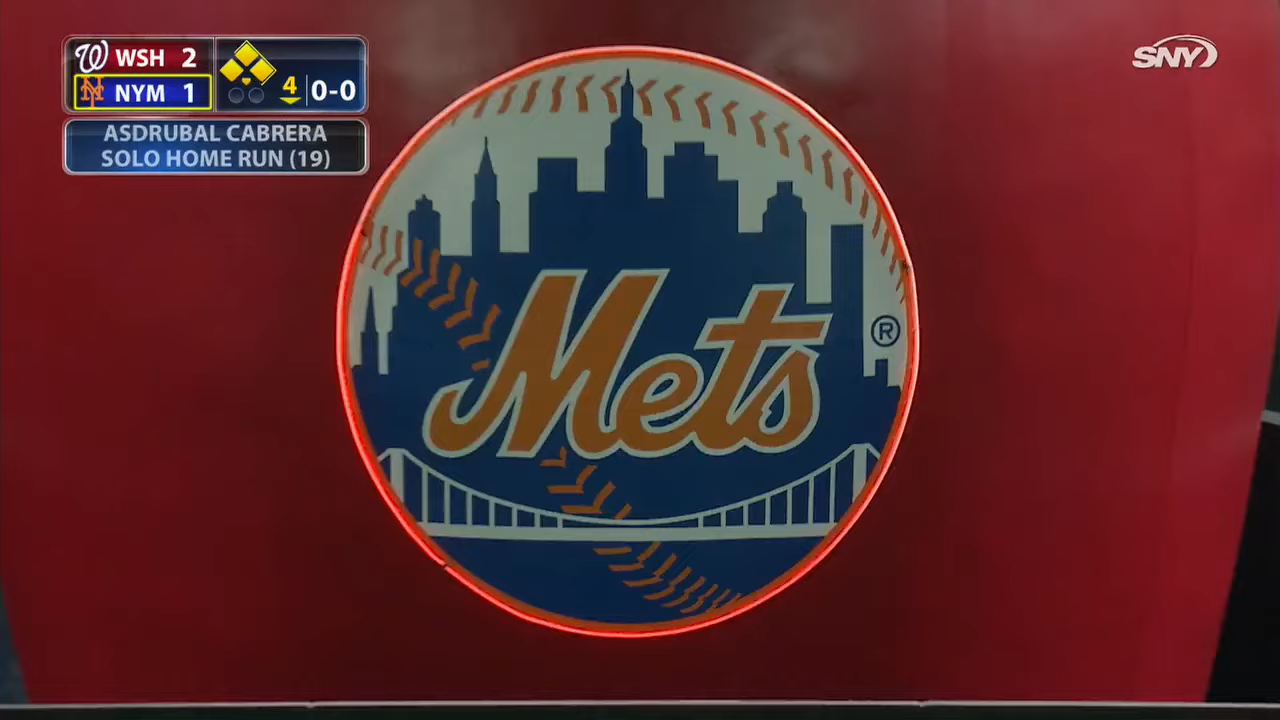 WSH 2
NYM 1
4 0-0
ASDRUBAL CABRERA
SOLO HOME RUN (19)
SNY
Mets
®